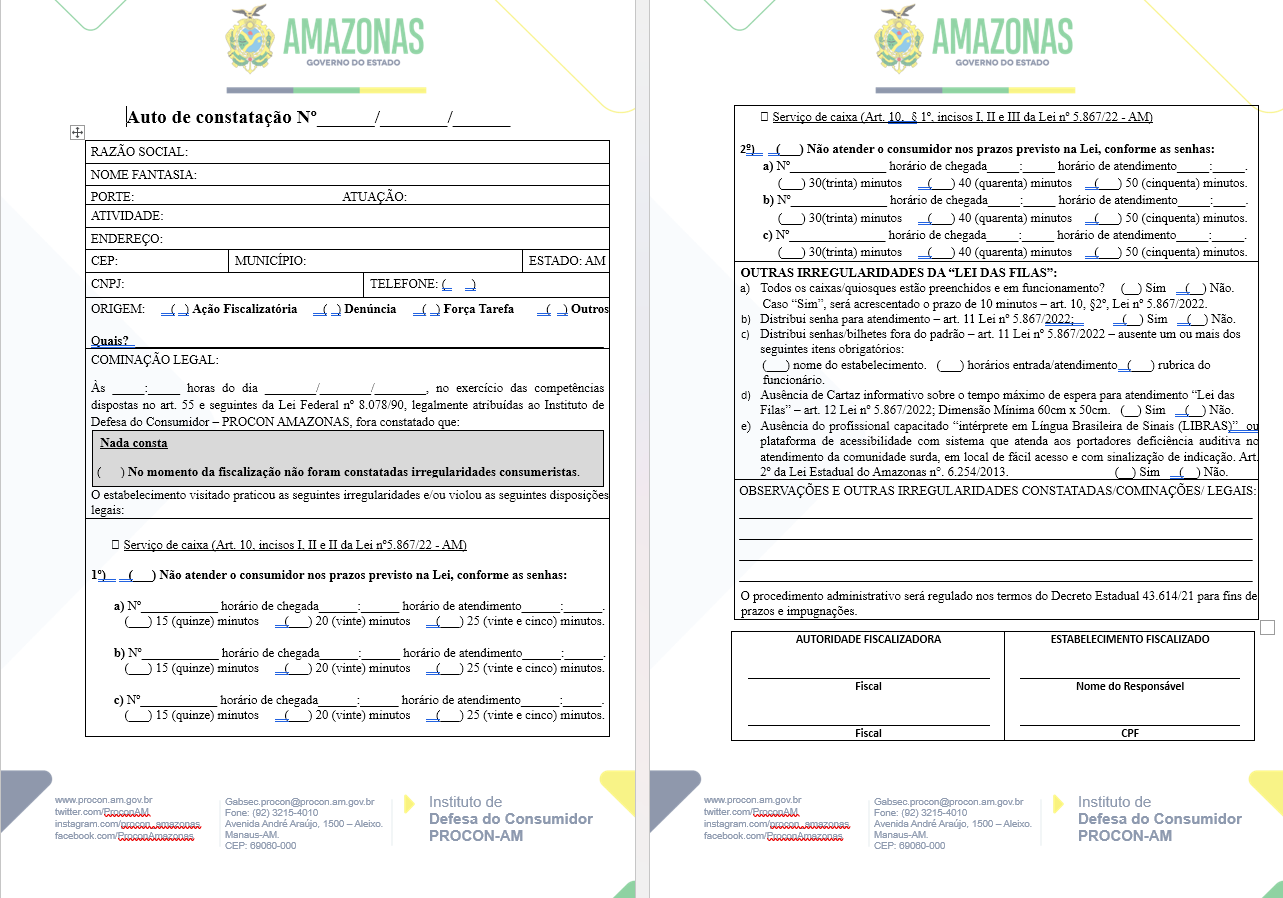 AMAZONAS
GOVERNO DO ESTADO
Auto de constatação Nº______/_______/______
RAZÃO SOCIAL:
NOME FANTASIA:
PORTE: ATUAÇÃO:
ATIVIDADE:
ENDEREÇO:
CEP: MUNICÍPIO: ESTADO: AM
CNPJ: TELEFONE: ( )
ORIGEM: ( ) Ação Fiscalizatória ( ) Denúncia ( ) Força Tarefa ( ) Outros
Quais?
COMINAÇÃO LEGAL:
Às _____:_____ horas do dia ________/________/________, no exercício das competências
dispostas no art. 55 e seguintes da Lei Federal nº 8.078/90, legalmente atribuídas ao Instituto de
Defesa do Consumidor – PROCON AMAZONAS, fora constatado que:
Nada consta
( ) No momento da fiscalização não foram constatadas irregularidades consumeristas.
O estabelecimento visitado praticou as seguintes irregularidades e/ou violou as seguintes disposições
legais:
Serviço de caixa (Art. 10, incisos I, II e II da Lei nº5.867/22 - AM)
1º) (___) Não atender o consumidor nos prazos previsto na Lei, conforme as senhas:
a) Nº____________ horário de chegada______:______ horário de atendimento______:______.
(___) 15 (quinze) minutos (___) 20 (vinte) minutos (___) 25 (vinte e cinco) minutos.
b) Nº____________ horário de chegada______:______ horário de atendimento______:______.
(___) 15 (quinze) minutos (___) 20 (vinte) minutos (___) 25 (vinte e cinco) minutos.
c) Nº____________ horário de chegada______:______ horário de atendimento______:______.
(___) 15 (quinze) minutos (___) 20 (vinte) minutos (___) 25 (vinte e cinco) minutos.
www.procon.am.gov.br
twitter.com/ProconAM
instagram.com/procon_amazonas
facebook.com/ProconAmazonas
Gabsec.procon@procon.am.gov.br
Fone: (92) 3215-4010
Avenida André Araújo, 1500 – Aleixo.
Manaus-AM.
CEP: 69060-000
Instituto de
Defesa do Consumidor
PROCON-AM
AMAZONAS
GOVERNO DO ESTADO
Serviço de caixa (Art. 10, § 1º, incisos I, II e III da Lei nº 5.867/22 - AM)
2º) (___) Não atender o consumidor nos prazos previsto na Lei, conforme as senhas:
a) Nº_______________ horário de chegada_____:_____ horário de atendimento_____:_____.
(___) 30(trinta) minutos (___) 40 (quarenta) minutos (___) 50 (cinquenta) minutos.
b) Nº_______________ horário de chegada_____:_____ horário de atendimento_____:_____.
(___) 30(trinta) minutos (___) 40 (quarenta) minutos (___) 50 (cinquenta) minutos.
c) Nº_______________ horário de chegada_____:_____ horário de atendimento_____:_____.
(___) 30(trinta) minutos (___) 40 (quarenta) minutos (___) 50 (cinquenta) minutos.
OUTRAS IRREGULARIDADES DA “LEI DAS FILAS”:
a) Todos os caixas/quiosques estão preenchidos e em funcionamento? (__) Sim (__) Não.
Caso “Sim”, será acrescentado o prazo de 10 minutos – art. 10, §2º, Lei nº 5.867/2022.
b) Distribui senha para atendimento – art. 11 Lei nº 5.867/2022; (__) Sim (__) Não.
c) Distribui senhas/bilhetes fora do padrão – art. 11 Lei nº 5.867/2022 – ausente um ou mais dos
seguintes itens obrigatórios:
(___) nome do estabelecimento. (___) horários entrada/atendimento (___) rubrica do
funcionário.
d) Ausência de Cartaz informativo sobre o tempo máximo de espera para atendimento “Lei das
Filas” – art. 12 Lei nº 5.867/2022; Dimensão Mínima 60cm x 50cm. (__) Sim (__) Não.
e) Ausência do profissional capacitado “intérprete em Língua Brasileira de Sinais (LIBRAS)” ou
plataforma de acessibilidade com sistema que atenda aos portadores deficiência auditiva no
atendimento da comunidade surda, em local de fácil acesso e com sinalização de indicação. Art.
2º da Lei Estadual do Amazonas n°. 6.254/2013. (__) Sim (__) Não.
OBSERVAÇÕES E OUTRAS IRREGULARIDADES CONSTATADAS/COMINAÇÕES/ LEGAIS:
O procedimento administrativo será regulado nos termos do Decreto Estadual 43.614/21 para fins de
prazos e impugnações.
AUTORIDADE FISCALIZADORA ESTABELECIMENTO FISCALIZADO
Fiscal Nome do Responsável
Fiscal CPF
www.procon.am.gov.br
twitter.com/ProconAM
instagram.com/procon_amazonas
facebook.com/ProconAmazonas
Gabsec.procon@procon.am.gov.br
Fone: (92) 3215-4010
Avenida André Araújo, 1500 – Aleixo.
Manaus-AM.
CEP: 69060-000
Instituto de
Defesa do Consumidor
PROCON-AM